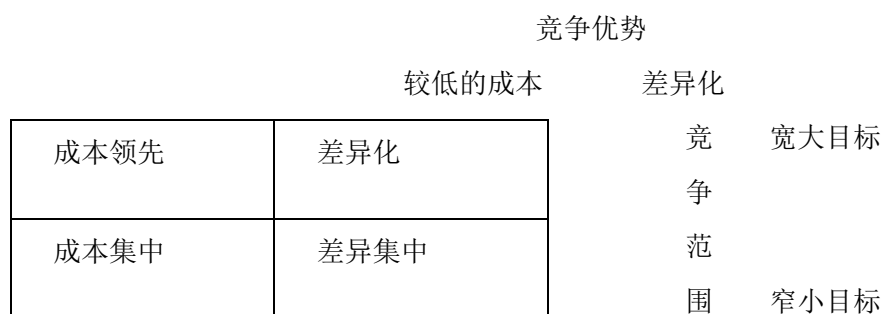 竞争优势
较低的成本 差异化
成本领先 差异化 竞 宽大目标
争
成本集中 差异集中 范
围 窄小目标